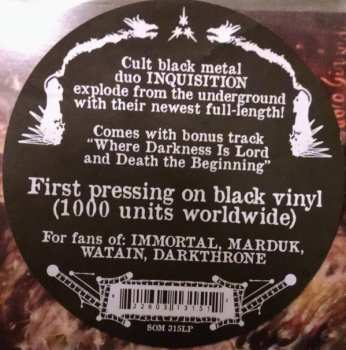 Cult black metal
duo INQUISITION
explode from the underground
with their newest full-length!
Comes with bonus track
“Where Darkness Is Lord
and Death the Beginning”
First pressing on black vinyl
(1000 units worldwide)
For fans of: IMMORTAL, MARDUK,
WATAIN, DARKTHRONE
SOM 315LP